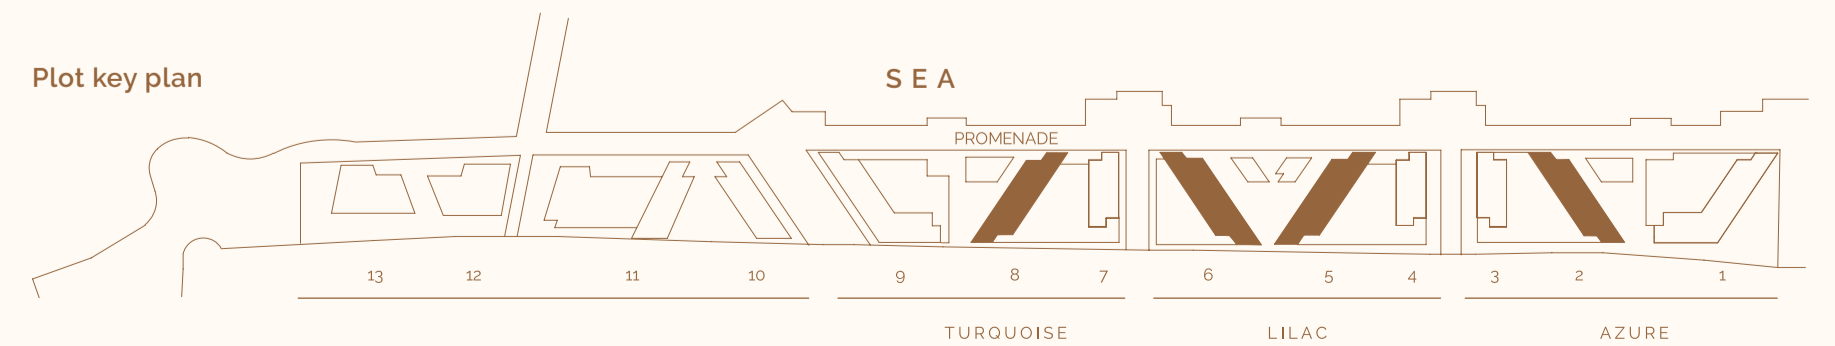 Plot key plan
SEA
PROMENADE
13 12 11 10 9 8 7 6 5 4 3 2 1
TURQUOISE LILAC AZURE